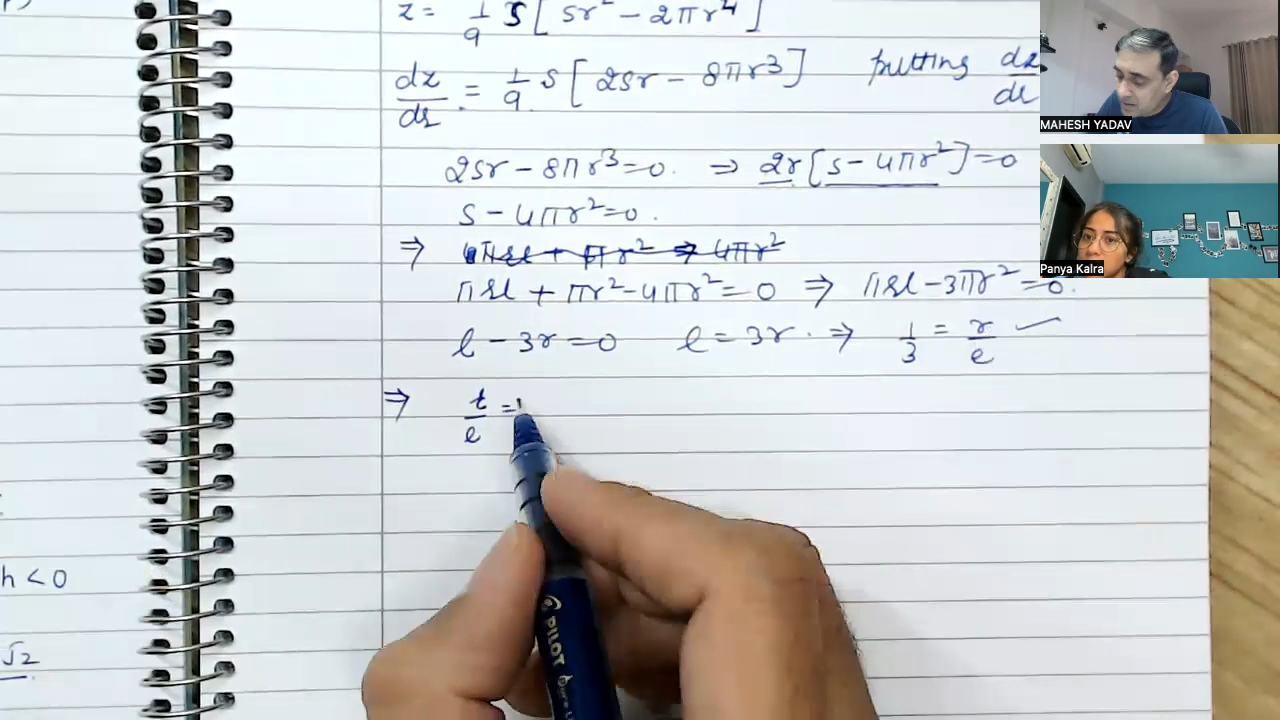 z = 1/9 S [ Sr² - 2πr⁴ ]
dz/dr = 1/9 S [ 2sr - 8πr³ ] putting dz/dr
MAHESH YADAV
2sr - 8πr³ = 0. ⇒ 2r [ s - 4πr² ] = 0
s - 4πr² = 0.
⇒
Panya Kalra
πrl + πr² - 4πr² = 0 ⇒ πrl - 3πr² = 0.
l - 3r = 0 l = 3r. ⇒ 1/3 = r/l
⇒ r/l =
h < 0
√2
PILOT